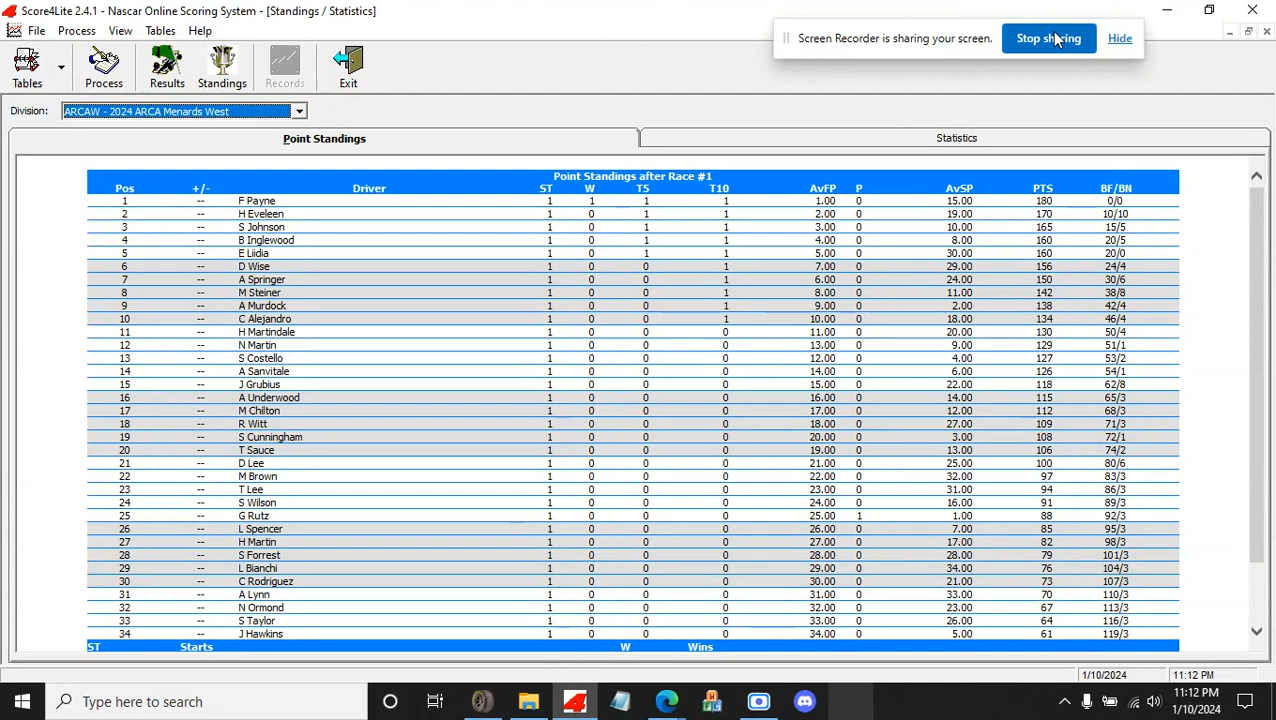 Score4Lite 2.4.1 - Nascar Online Scoring System - [Standings / Statistics]
Screen Recorder is sharing your screen. Stop sharing Hide
File Process View Tables Help
Tables Process Results Standings Records Exit
Division: ARCAW - 2024 ARCA Menards West
Point Standings Statistics
Point Standings after Race #1
Pos +/- Driver ST W T5 T10 AvFP P AvSP PTS BF/BN
1 -- F Payne 1 1 1 1 1.00 0 15.00 180 0/0
2 -- H Eveleen 1 0 1 1 2.00 0 19.00 170 10/10
3 -- S Johnson 1 0 1 1 3.00 0 10.00 165 15/5
4 -- B Inglewood 1 0 1 1 4.00 0 8.00 160 20/5
5 -- E Liidia 1 0 1 1 5.00 0 30.00 160 20/0
6 -- D Wise 1 0 0 1 7.00 0 29.00 156 24/4
7 -- A Springer 1 0 0 1 6.00 0 24.00 150 30/6
8 -- M Steiner 1 0 0 1 8.00 0 11.00 142 38/8
9 -- A Murdock 1 0 0 1 9.00 0 2.00 138 42/4
10 -- C Alejandro 1 0 0 1 10.00 0 18.00 134 46/4
11 -- H Martindale 1 0 0 0 11.00 0 20.00 130 50/4
12 -- N Martin 1 0 0 0 13.00 0 9.00 129 51/1
13 -- S Costello 1 0 0 0 12.00 0 4.00 127 53/2
14 -- A Sanvitale 1 0 0 0 14.00 0 6.00 126 54/1
15 -- J Grubius 1 0 0 0 15.00 0 22.00 118 62/8
16 -- A Underwood 1 0 0 0 16.00 0 14.00 115 65/3
17 -- M Chilton 1 0 0 0 17.00 0 12.00 112 68/3
18 -- R Witt 1 0 0 0 18.00 0 27.00 109 71/3
19 -- S Cunningham 1 0 0 0 20.00 0 3.00 108 72/1
20 -- T Sauce 1 0 0 0 19.00 0 13.00 106 74/2
21 -- D Lee 1 0 0 0 21.00 0 25.00 100 80/6
22 -- M Brown 1 0 0 0 22.00 0 32.00 97 83/3
23 -- T Lee 1 0 0 0 23.00 0 31.00 94 86/3
24 -- S Wilson 1 0 0 0 24.00 0 16.00 91 89/3
25 -- G Rutz 1 0 0 0 25.00 1 1.00 88 92/3
26 -- L Spencer 1 0 0 0 26.00 0 7.00 85 95/3
27 -- H Martin 1 0 0 0 27.00 0 17.00 82 98/3
28 -- S Forrest 1 0 0 0 28.00 0 28.00 79 101/3
29 -- L Bianchi 1 0 0 0 29.00 0 34.00 76 104/3
30 -- C Rodriguez 1 0 0 0 30.00 0 21.00 73 107/3
31 -- A Lynn 1 0 0 0 31.00 0 33.00 70 110/3
32 -- N Ormond 1 0 0 0 32.00 0 23.00 67 113/3
33 -- S Taylor 1 0 0 0 33.00 0 26.00 64 116/3
34 -- J Hawkins 1 0 0 0 34.00 0 5.00 61 119/3
ST Starts W Wins
1/10/2024 11:12 PM
Type here to search
11:12 PM
1/10/2024